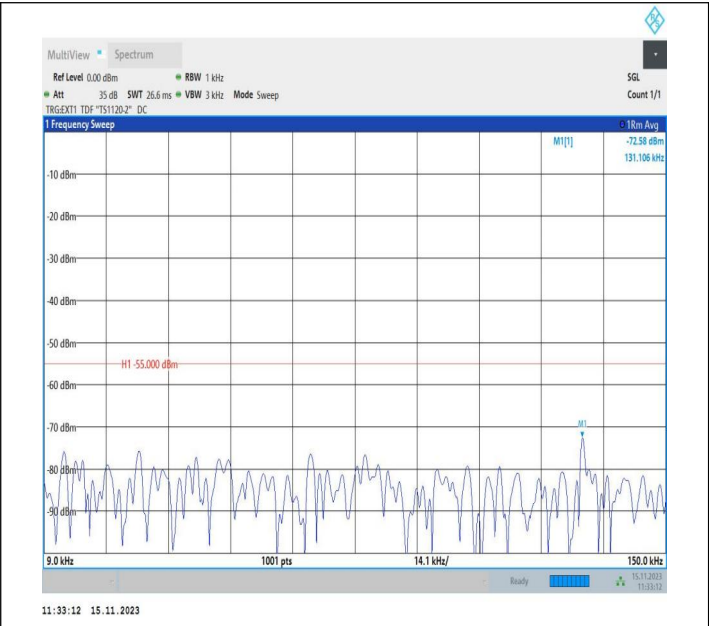 R&S
MultiView Spectrum
Ref Level 0.00 dBm RBW 1 kHz SGL
Att 35 dB SWT 26.6 ms VBW 3 kHz Mode Sweep Count 1/1
TRG:EXT1 TDF "TS1120-2" DC
1 Frequency Sweep 1Rm Avg
M1[1] -72.58 dBm
131.106 kHz
-10 dBm
-20 dBm
-30 dBm
-40 dBm
-50 dBm
H1 -55.000 dBm
-60 dBm
-70 dBm
M1
-80 dBm
-90 dBm
9.0 kHz 1001 pts 14.1 kHz/ 150.0 kHz
Ready 15.11.2023
11:33:12
11:33:12 15.11.2023